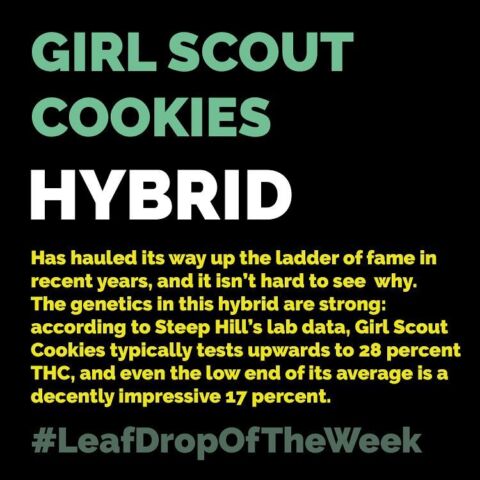 GIRL SCOUT
COOKIES
HYBRID
Has hauled its way up the ladder of fame in
recent years, and it isn't hard to see why.
The genetics in this hybrid are strong:
according to Steep Hill's lab data, Girl Scout
Cookies typically tests upwards to 28 percent
THC, and even the low end of its average is a
decently impressive 17 percent.
#LeafDropOfTheWeek